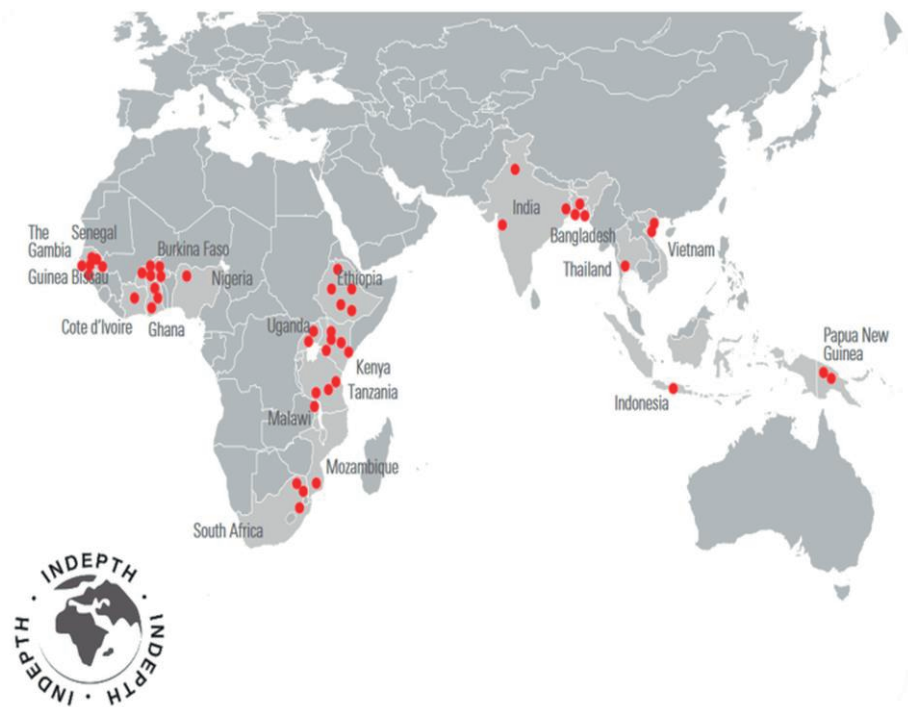 The
Gambia
Senegal
Guinea Bissau
Burkina Faso
Nigeria
Cote d'Ivoire
Ghana
Ethiopia
Uganda
Kenya
Tanzania
Malawi
Mozambique
South Africa
India
Bangladesh
Thailand
Vietnam
Indonesia
Papua New
Guinea
INDEPTH · INDEPTH · INDEPTH ·